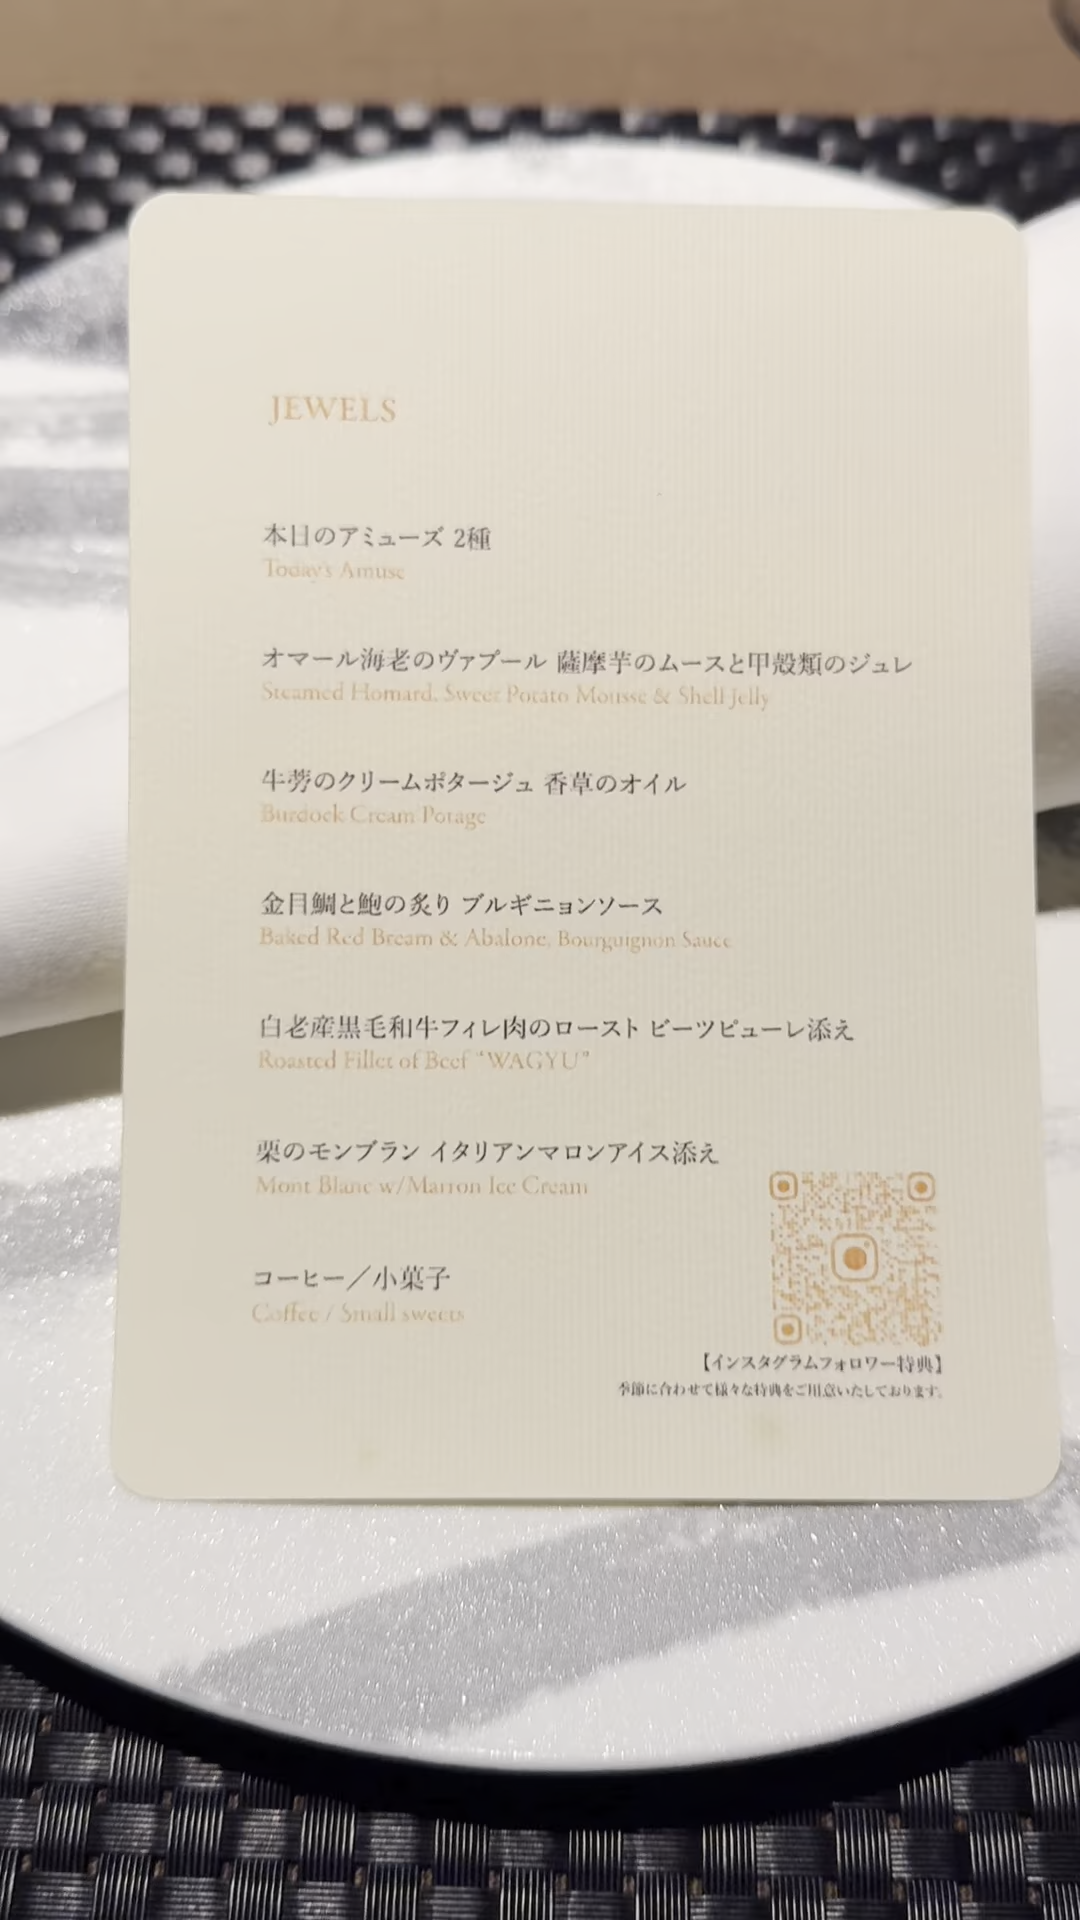 JEWELS
本日のアミューズ 2種
Today's Amuse
オマール海老のヴァプール 薩摩芋のムースと甲殻類のジュレ
Steamed Homard, Sweet Potato Mousse & Shell Jelly
牛蒡のクリームポタージュ 香草のオイル
Burdock Cream Potage
金目鯛と鮑の炙り ブルギニョンソース
Baked Red Bream & Abalone, Bourguignon Sauce
白老産黒毛和牛フィレ肉のロースト ビーツピューレ添え
Roasted Fillet of Beef "WAGYU"
栗のモンブラン イタリアンマロンアイス添え
Mont Blanc w/Marron Ice Cream
コーヒー／小菓子
Coffee / Small sweets
【インスタグラムフォロワー特典】
季節に合わせて様々な特典をご用意いたしております。